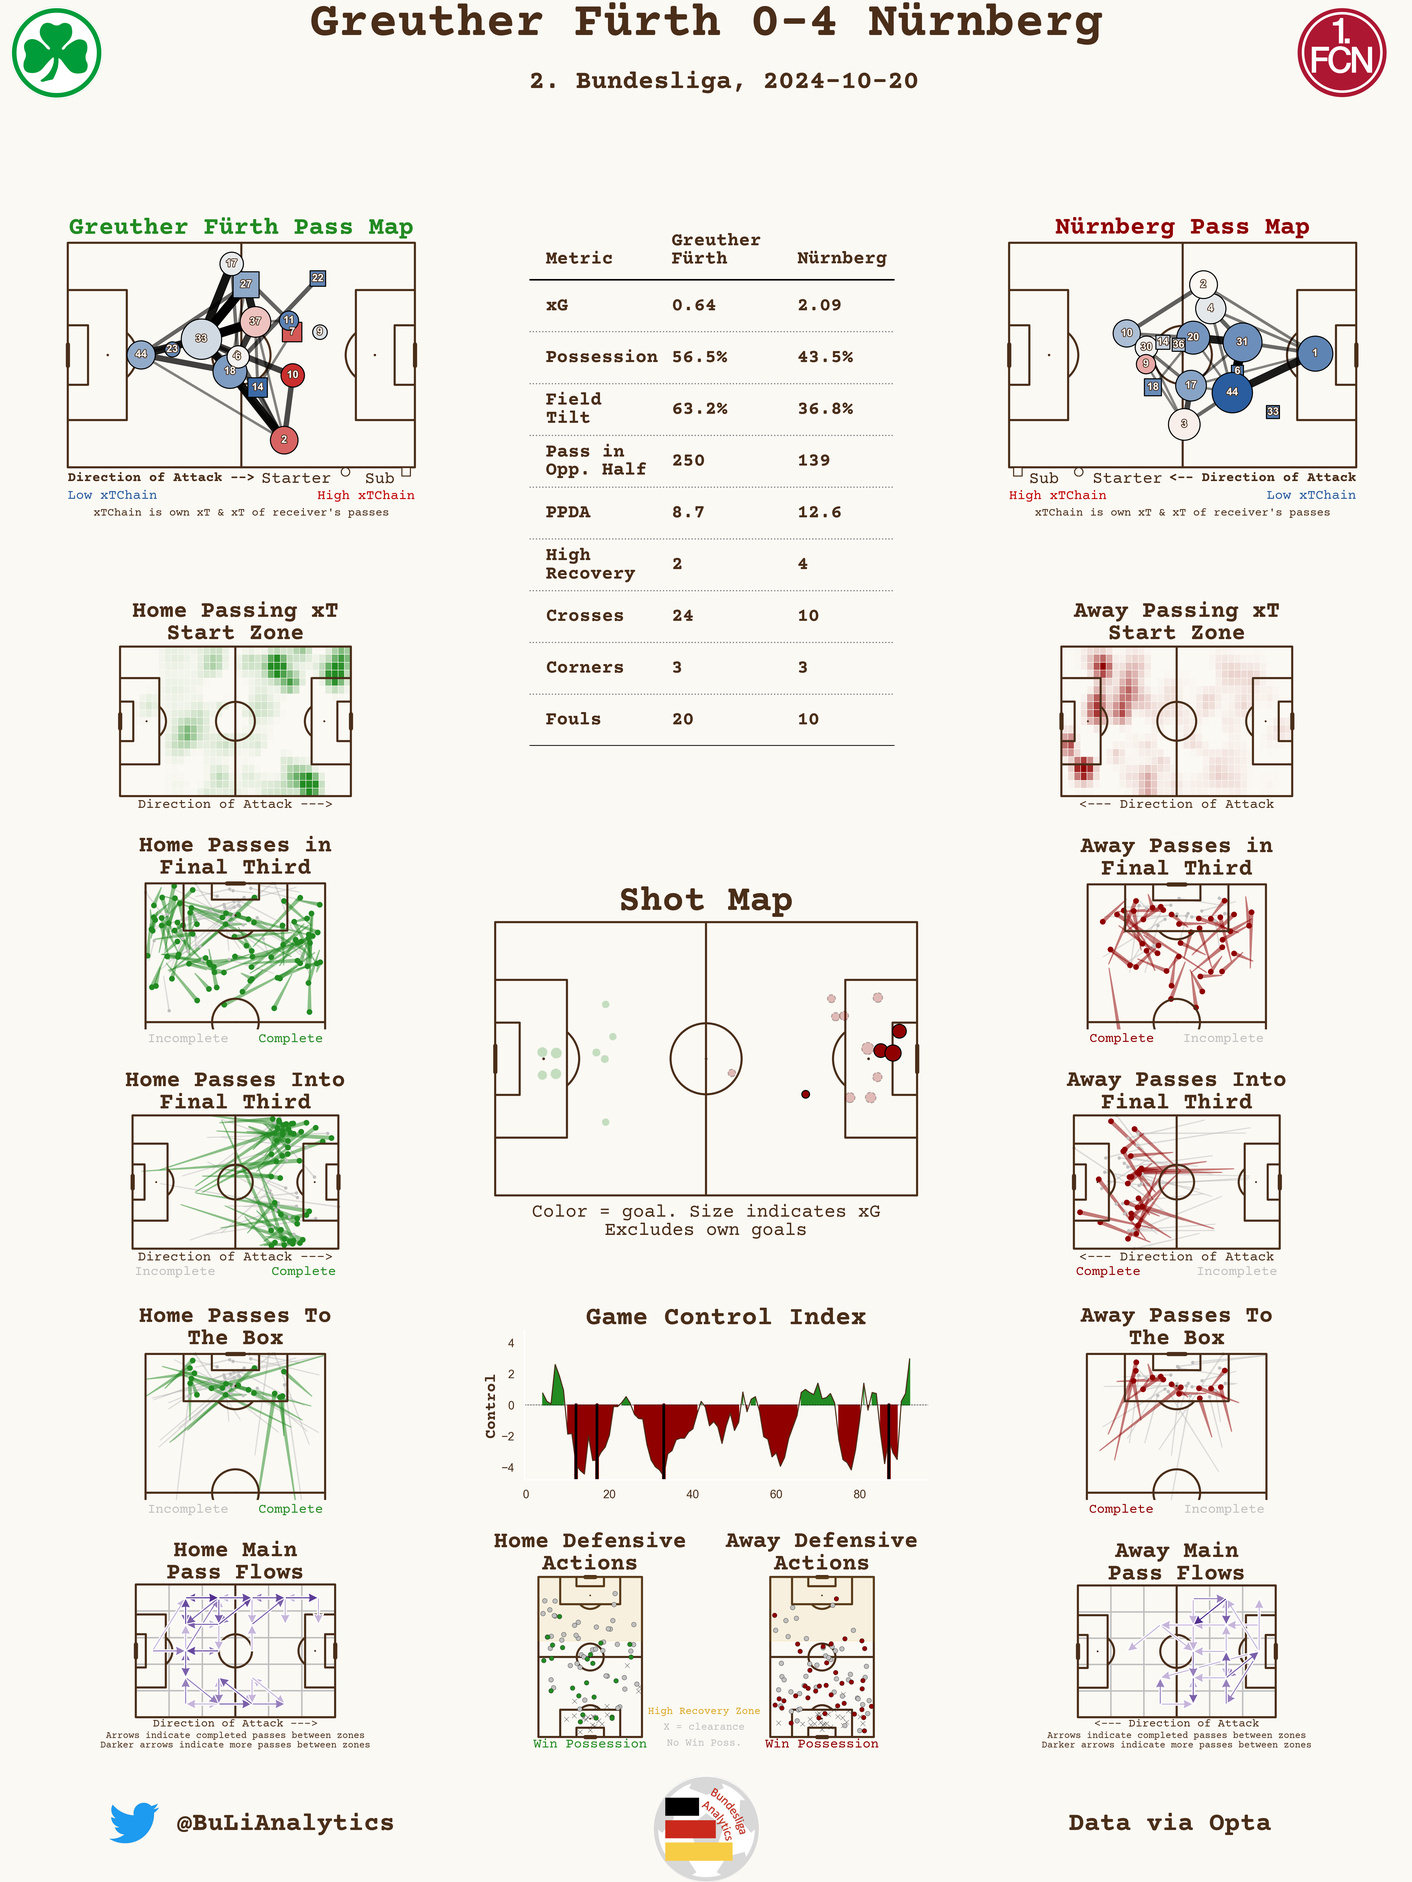 Greuther Fürth 0-4 Nürnberg
2. Bundesliga, 2024-10-20
1.
FCN
Greuther Fürth Pass Map
17
27
22
37
11
7
9
33
23
44
6
18
10
14
2
Direction of Attack --> Starter Sub
Low xTChain High xTChain
xTChain is own xT & xT of receiver's passes
Metric Greuther Fürth Nürnberg
xG 0.64 2.09
Possession 56.5% 43.5%
Field Tilt 63.2% 36.8%
Pass in Opp. Half 250 139
PPDA 8.7 12.6
High Recovery 2 4
Crosses 24 10
Corners 3 3
Fouls 20 10
Nürnberg Pass Map
2
4
10
20
14
36
30
31
1
9
6
18
17
44
33
3
Sub Starter <-- Direction of Attack
High xTChain Low xTChain
xTChain is own xT & xT of receiver's passes
Home Passing xT
Start Zone
Direction of Attack --->
Away Passing xT
Start Zone
<--- Direction of Attack
Home Passes in
Final Third
Incomplete Complete
Away Passes in
Final Third
Complete Incomplete
Shot Map
Color = goal. Size indicates xG
Excludes own goals
Home Passes Into
Final Third
Direction of Attack --->
Incomplete Complete
Away Passes Into
Final Third
<--- Direction of Attack
Complete Incomplete
Game Control Index
Control
4
2
0
−2
−4
0 20 40 60 80
Home Passes To
The Box
Incomplete Complete
Away Passes To
The Box
Complete Incomplete
Home Main
Pass Flows
Direction of Attack --->
Arrows indicate completed passes between zones
Darker arrows indicate more passes between zones
Home Defensive
Actions
Win Possession
High Recovery Zone
X = clearance
No Win Poss.
Away Defensive
Actions
Win Possession
Away Main
Pass Flows
<--- Direction of Attack
Arrows indicate completed passes between zones
Darker arrows indicate more passes between zones
@BuLiAnalytics
Bundesliga
Analytics
Data via Opta